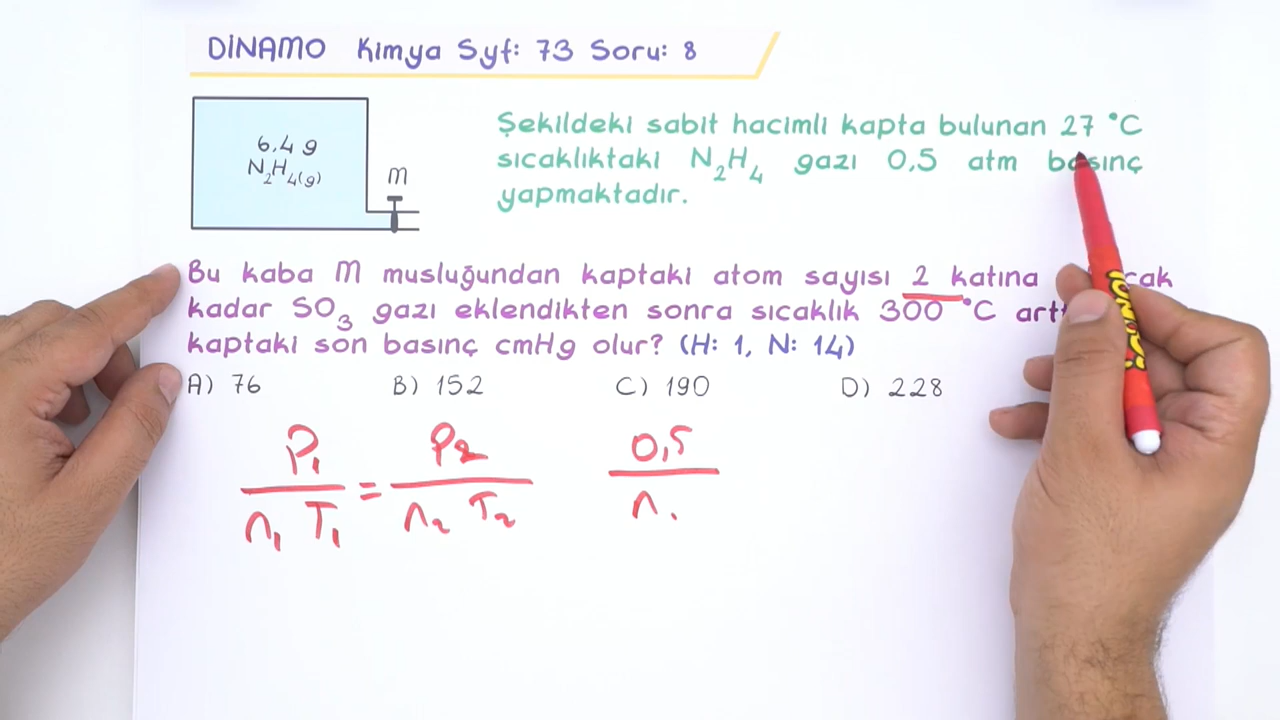 DİNAMO Kimya Syf: 73 Soru: 8
6,4 g
N₂H₄(g)
m
Şekildeki sabit hacimli kapta bulunan 27 °C
sıcaklıktaki N₂H₄ gazı 0,5 atm basınç
yapmaktadır.
Bu kaba M musluğundan kaptaki atom sayısı 2 katına
kadar SO₃ gazı eklendikten sonra sıcaklık 300 °C
kaptaki son basınç cmHg olur? (H: 1, N: 14)
A) 76 B) 152 C) 190 D) 228
P₁ / n₁ T₁ = P₂ / n₂ T₂
0,5 / n.